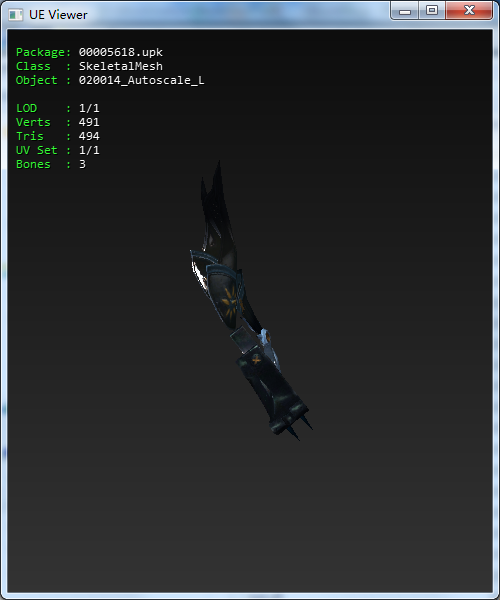 UE Viewer
Package: 00005618.upk
Class : SkeletalMesh
Object : 020014_Autoscale_L
LOD : 1/1
Verts : 491
Tris : 494
UV Set : 1/1
Bones : 3